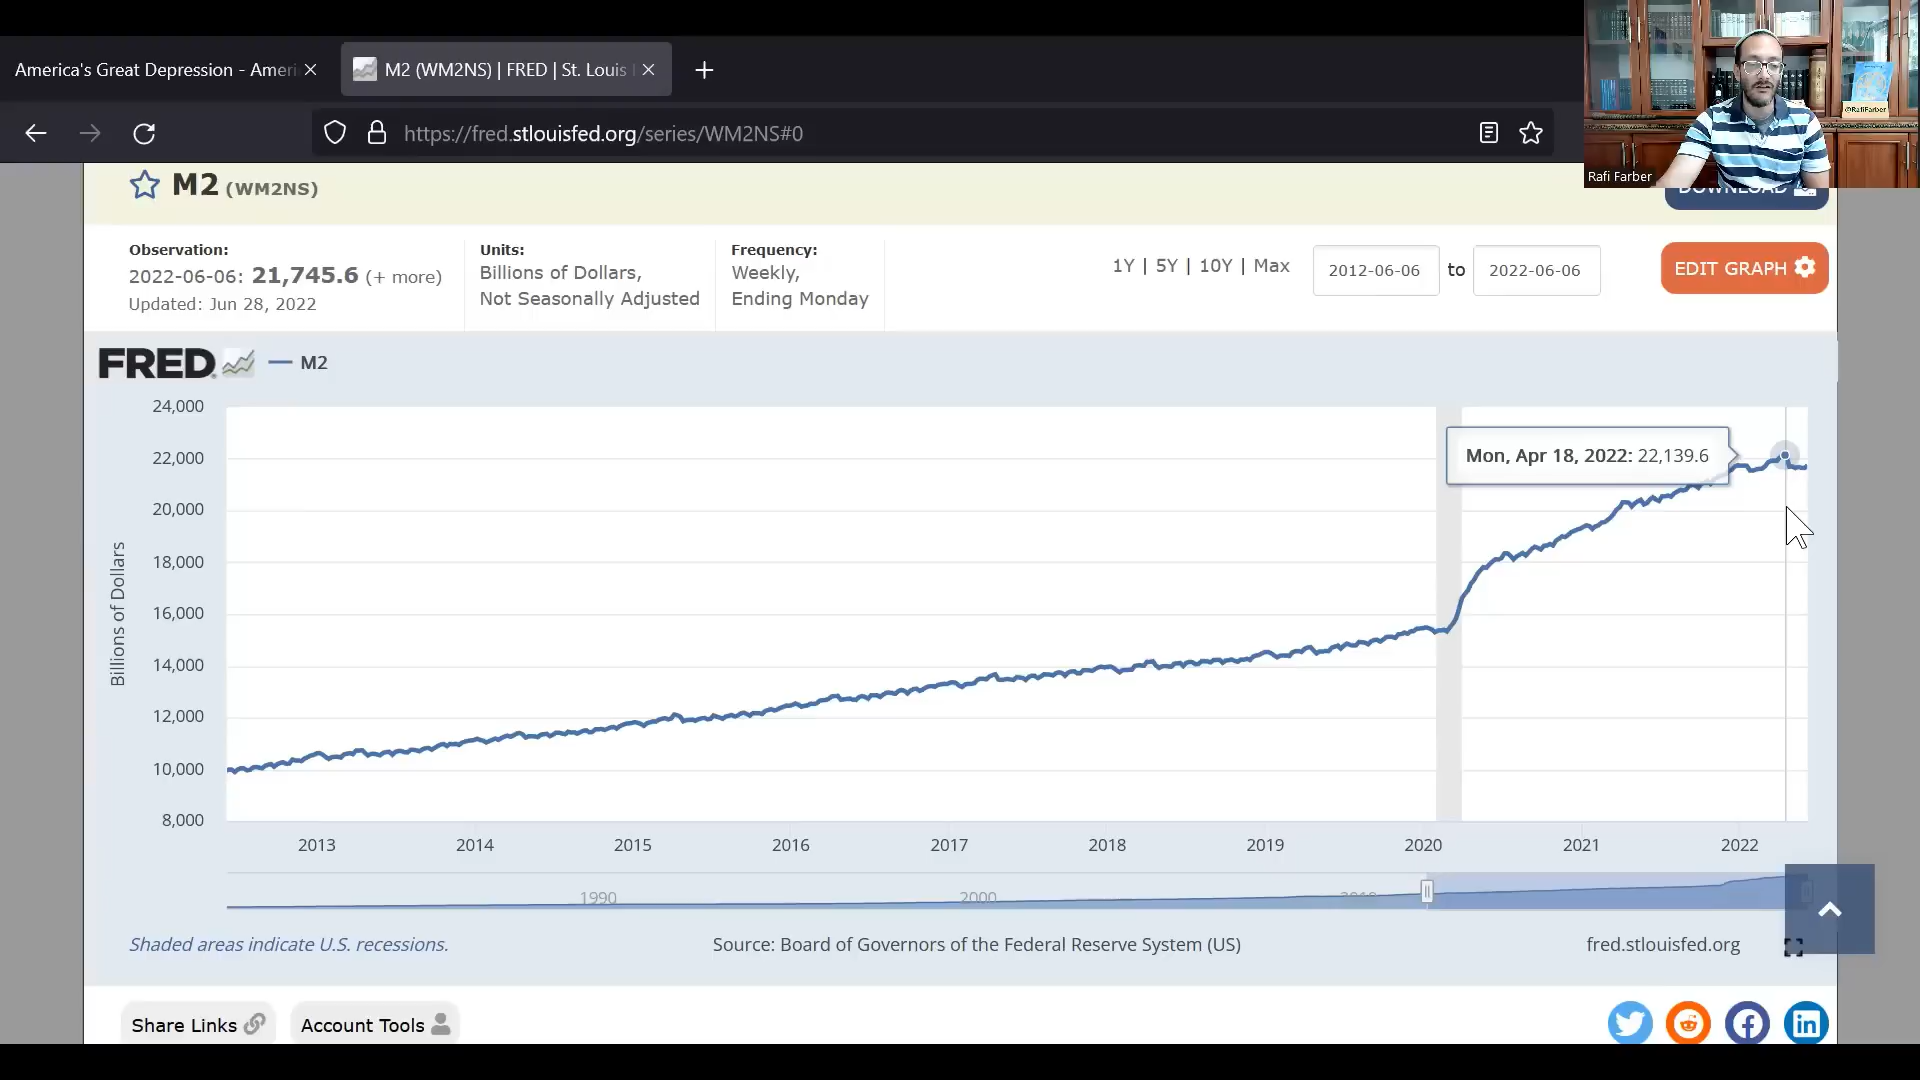 America's Great Depression - Ameri
M2 (WM2NS) | FRED | St. Louis
https://fred.stlouisfed.org/series/WM2NS#0
@RafiFarber
Rafi Farber
M2 (WM2NS)
DOWNLOAD
Observation:
2022-06-06: 21,745.6 (+ more)
Updated: Jun 28, 2022
Units:
Billions of Dollars,
Not Seasonally Adjusted
Frequency:
Weekly,
Ending Monday
1Y | 5Y | 10Y | Max
2012-06-06 to 2022-06-06
EDIT GRAPH
FRED
M2
24,000
22,000
20,000
18,000
16,000
14,000
12,000
10,000
8,000
Billions of Dollars
Mon, Apr 18, 2022: 22,139.6
2013 2014 2015 2016 2017 2018 2019 2020 2021 2022
1990 2000 2010
Shaded areas indicate U.S. recessions.
Source: Board of Governors of the Federal Reserve System (US)
fred.stlouisfed.org
Share Links
Account Tools